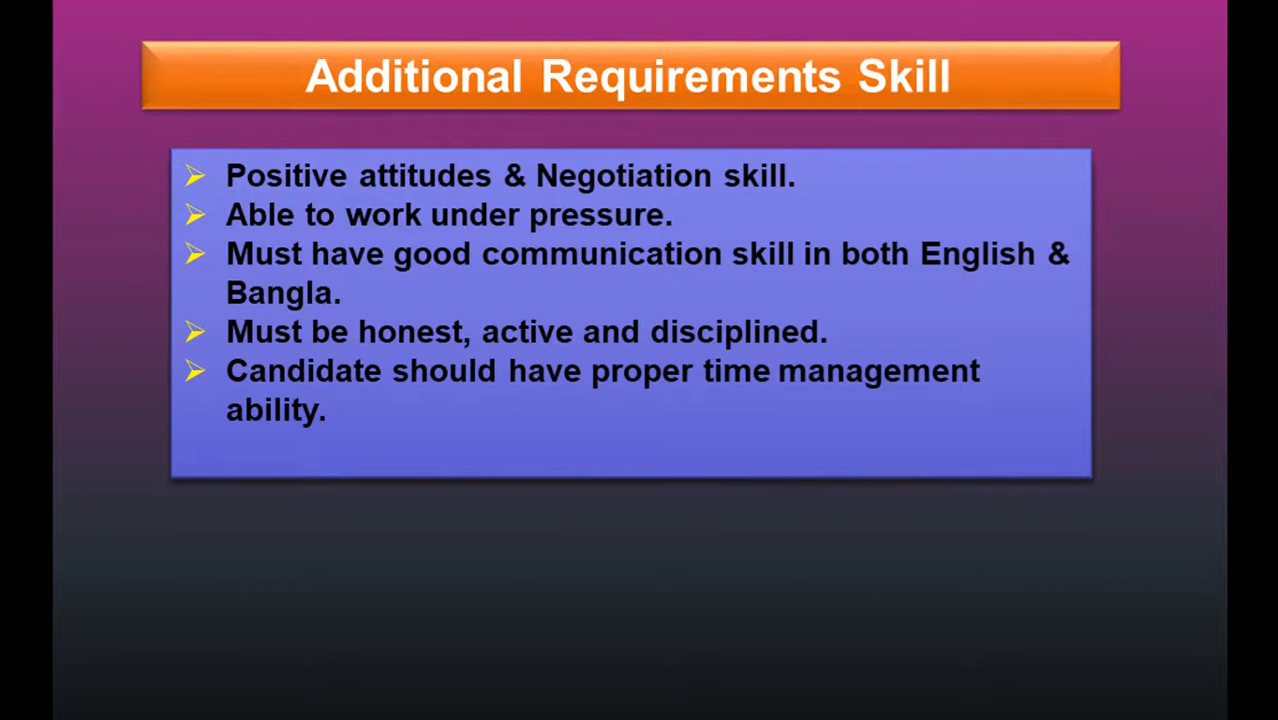 Additional Requirements Skill
Positive attitudes & Negotiation skill.
Able to work under pressure.
Must have good communication skill in both English &
Bangla.
Must be honest, active and disciplined.
Candidate should have proper time management
ability.